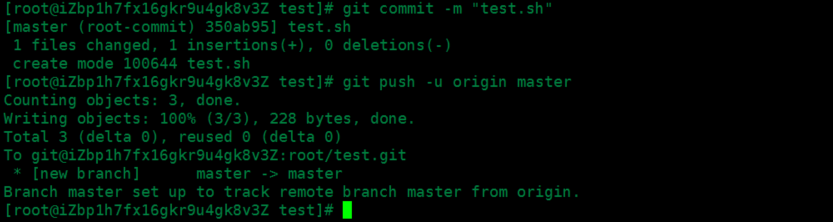 [root@iZbp1h7fx16gkr9u4gk8v3Z test]# git commit -m "test.sh"
[master (root-commit) 350ab95] test.sh
 1 files changed, 1 insertions(+), 0 deletions(-)
 create mode 100644 test.sh
[root@iZbp1h7fx16gkr9u4gk8v3Z test]# git push -u origin master
Counting objects: 3, done.
Writing objects: 100% (3/3), 228 bytes, done.
Total 3 (delta 0), reused 0 (delta 0)
To git@iZbp1h7fx16gkr9u4gk8v3Z:root/test.git
 * [new branch]      master -> master
Branch master set up to track remote branch master from origin.
[root@iZbp1h7fx16gkr9u4gk8v3Z test]#